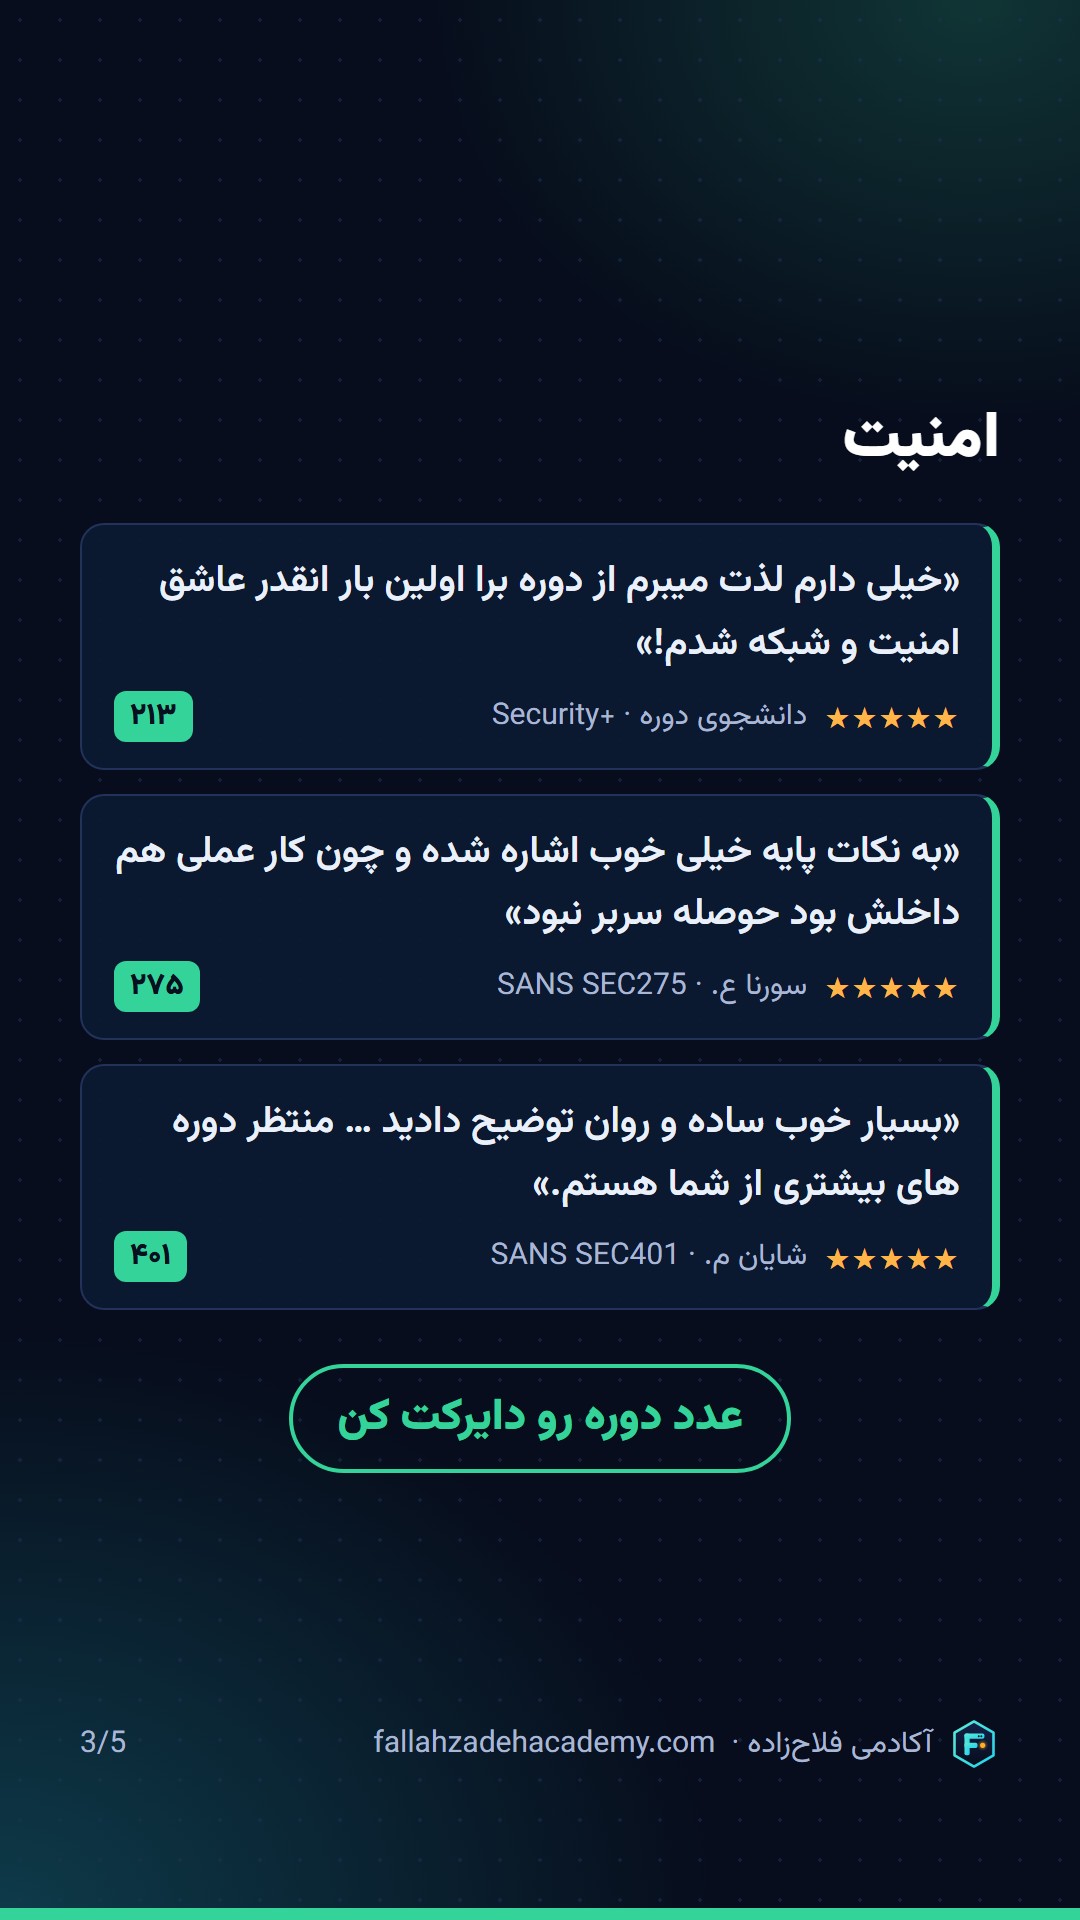 امنیت
«خیلی دارم لذت میبرم از دوره برا اولین بار انقدر عاشق
امنیت و شبکه شدم!»
★★★★★ دانشجوی دوره · Security+
۲۱۳
«به نکات پایه خیلی خوب اشاره شده و چون کار عملی هم
داخلش بود حوصله سربر نبود»
★★★★★ سورنا ع. · SANS SEC275
۲۷۵
«بسیار خوب ساده و روان توضیح دادید ... منتظر دوره
های بیشتری از شما هستم.»
★★★★★ شایان م. · SANS SEC401
۴۰۱
عدد دوره رو دایرکت کن
آکادمی فلاح‌زاده · fallahzadehacademy.com
3/5